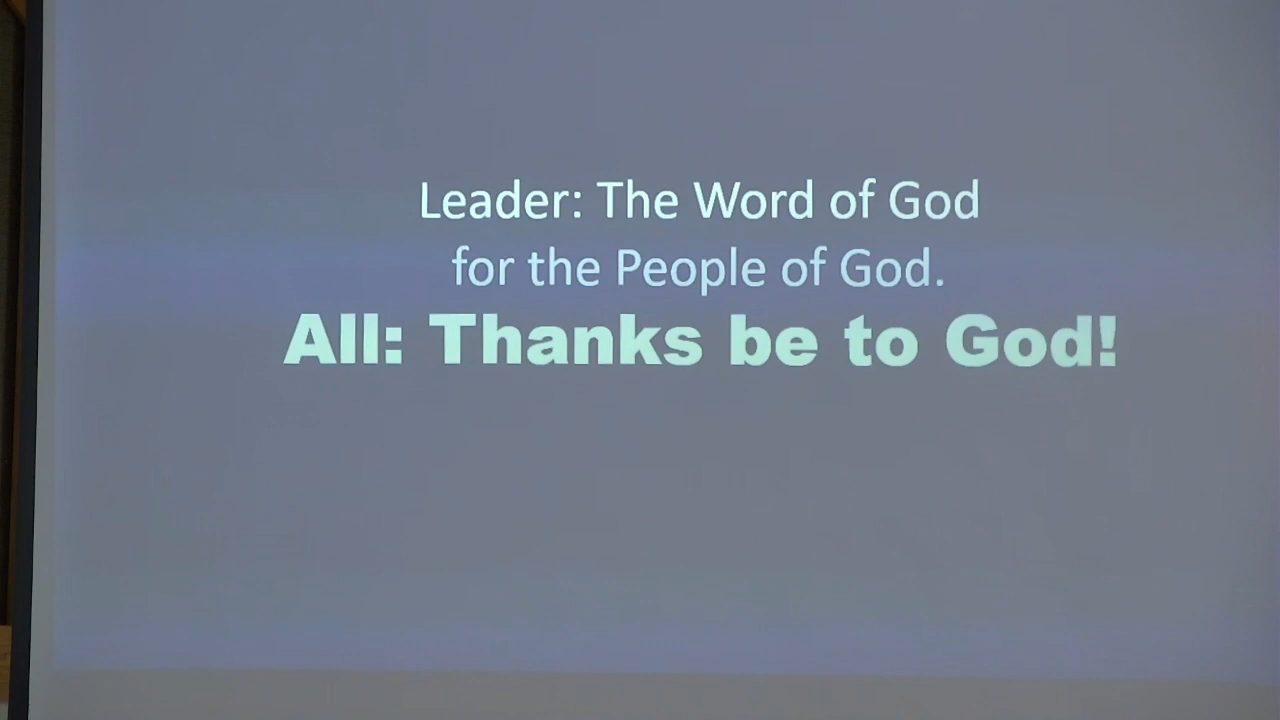 Leader: The Word of God
for the People of God.
All: Thanks be to God!